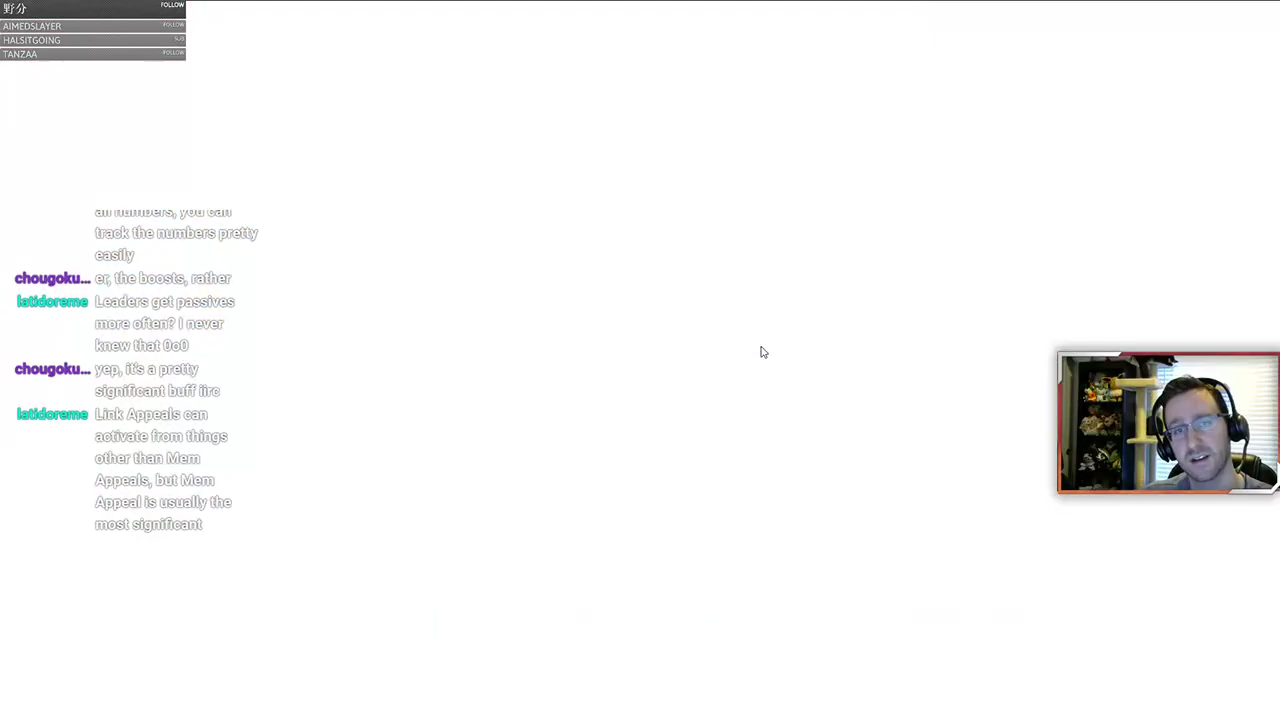 野分 FOLLOW
AIMEDSLAYER FOLLOW
HALSITGOING SUB
TANZAA FOLLOW
all numbers, you can
track the numbers pretty
easily
chougoku... er, the boosts, rather
latidoreme Leaders get passives
more often? I never
knew that 0o0
chougoku... yep, it's a pretty
significant buff iirc
latidoreme Link Appeals can
activate from things
other than Mem
Appeals, but Mem
Appeal is usually the
most significant